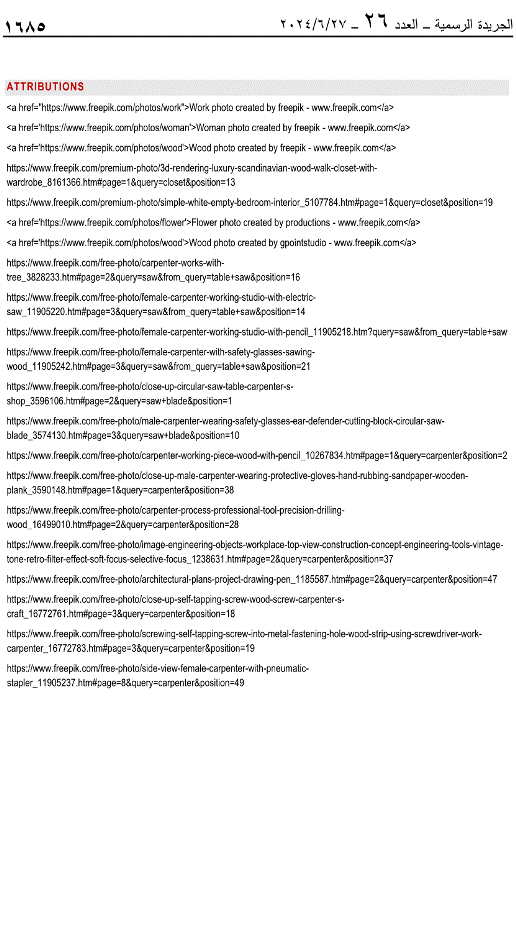 الجريدة الرسمية – العدد ٢٦ – ٢٠٢٤/٦/٢٧
١٦٨٥
ATTRIBUTIONS
<a href="https://www.freepik.com/photos/work">Work photo created by freepik - www.freepik.com</a>
<a href='https://www.freepik.com/photos/woman'>Woman photo created by freepik - www.freepik.com</a>
<a href='https://www.freepik.com/photos/wood'>Wood photo created by freepik - www.freepik.com</a>
https://www.freepik.com/premium-photo/3d-rendering-luxury-scandinavian-wood-walk-closet-with-
wardrobe_8161366.htm#page=1&query=closet&position=13
https://www.freepik.com/premium-photo/simple-white-empty-bedroom-interior_5107784.htm#page=1&query=closet&position=19
<a href='https://www.freepik.com/photos/flower'>Flower photo created by productions - www.freepik.com</a>
<a href='https://www.freepik.com/photos/wood'>Wood photo created by gpointstudio - www.freepik.com</a>
https://www.freepik.com/free-photo/carpenter-works-with-
tree_3828233.htm#page=2&query=saw&from_query=table+saw&position=16
https://www.freepik.com/free-photo/female-carpenter-working-studio-with-electric-
saw_11905220.htm#page=3&query=saw&from_query=table+saw&position=14
https://www.freepik.com/free-photo/female-carpenter-working-studio-with-pencil_11905218.htm?query=saw&from_query=table+saw
https://www.freepik.com/free-photo/female-carpenter-with-safety-glasses-sawing-
wood_11905242.htm#page=3&query=saw&from_query=table+saw&position=21
https://www.freepik.com/free-photo/close-up-circular-saw-table-carpenter-s-
shop_3596106.htm#page=2&query=saw+blade&position=1
https://www.freepik.com/free-photo/male-carpenter-wearing-safety-glasses-ear-defender-cutting-block-circular-saw-
blade_3574130.htm#page=3&query=saw+blade&position=10
https://www.freepik.com/free-photo/carpenter-working-piece-wood-with-pencil_10267834.htm#page=1&query=carpenter&position=2
https://www.freepik.com/free-photo/close-up-male-carpenter-wearing-protective-gloves-hand-rubbing-sandpaper-wooden-
plank_3590148.htm#page=1&query=carpenter&position=38
https://www.freepik.com/free-photo/carpenter-process-professional-tool-precision-drilling-
wood_16499010.htm#page=2&query=carpenter&position=28
https://www.freepik.com/free-photo/image-engineering-objects-workplace-top-view-construction-concept-engineering-tools-vintage-
tone-retro-filter-effect-soft-focus-selective-focus_1238631.htm#page=2&query=carpenter&position=37
https://www.freepik.com/free-photo/architectural-plans-project-drawing-pen_1185587.htm#page=2&query=carpenter&position=47
https://www.freepik.com/free-photo/close-up-self-tapping-screw-wood-screw-carpenter-s-
craft_16772761.htm#page=3&query=carpenter&position=18
https://www.freepik.com/free-photo/screwing-self-tapping-screw-into-metal-fastening-hole-wood-strip-using-screwdriver-work-
carpenter_16772783.htm#page=3&query=carpenter&position=19
https://www.freepik.com/free-photo/side-view-female-carpenter-with-pneumatic-
stapler_11905237.htm#page=8&query=carpenter&position=49